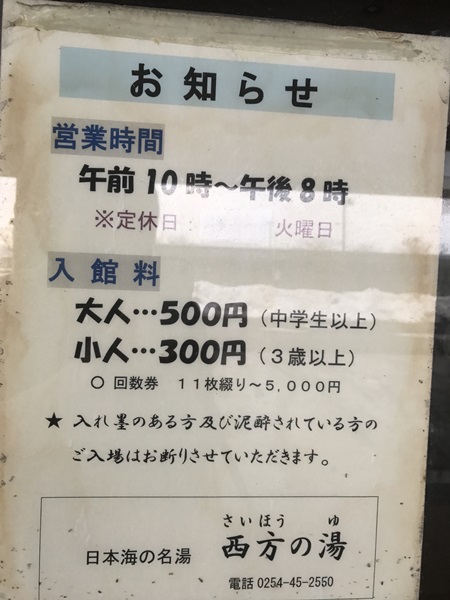 お知らせ
営業時間
午前10時～午後8時
※定休日 火曜日
入館料
大人…500円（中学生以上）
小人…300円（３歳以上）
○ 回数券 １１枚綴り～５,０００円
★ 入れ墨のある方及び泥酔されている方の
ご入場はお断りさせていただきます。
さいほう ゆ
日本海の名湯 西方の湯
電話 0254-45-2550